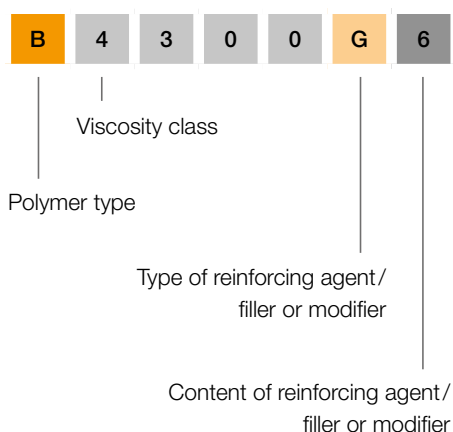 B 4 3 0 0 G 6
Viscosity class
Polymer type
Type of reinforcing agent/
filler or modifier
Content of reinforcing agent/
filler or modifier